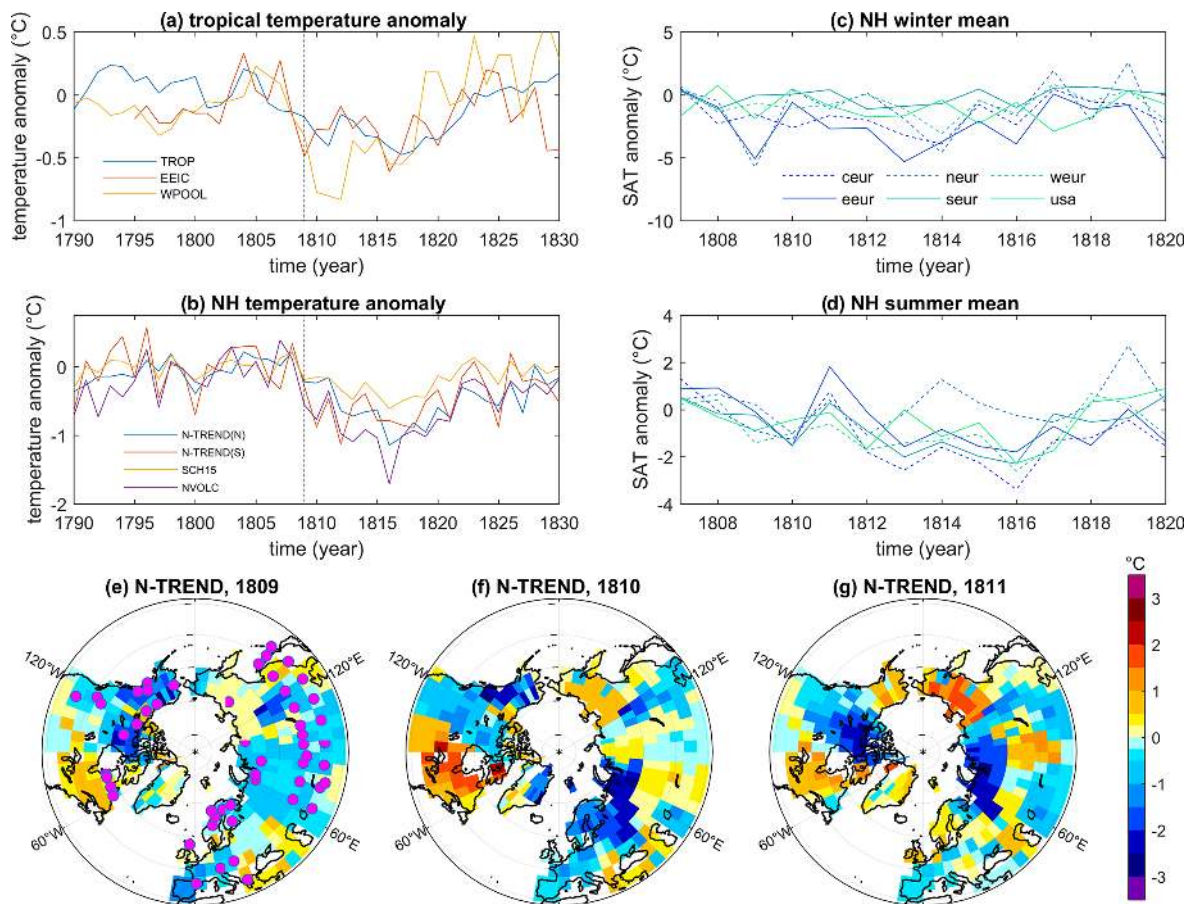 (a) tropical temperature anomaly
temperature anomaly (°C)
0.5
0
-0.5
-1
TROP
EEIC
WPOOL
1790 1795 1800 1805 1810 1815 1820 1825 1830
time (year)
(c) NH winter mean
SAT anomaly (°C)
5
0
-5
-10
ceur neur weur
eeur seur usa
1808 1810 1812 1814 1816 1818 1820
time (year)
(b) NH temperature anomaly
temperature anomaly (°C)
0
-1
-2
N-TREND(N)
N-TREND(S)
SCH15
NVOLC
1790 1795 1800 1805 1810 1815 1820 1825 1830
time (year)
(d) NH summer mean
SAT anomaly (°C)
4
2
0
-2
-4
1808 1810 1812 1814 1816 1818 1820
time (year)
(e) N-TREND, 1809
120°W
120°E
60°W
60°E
(f) N-TREND, 1810
120°W
120°E
60°W
60°E
(g) N-TREND, 1811
120°W
120°E
60°W
60°E
°C
3
2
1
0
-1
-2
-3